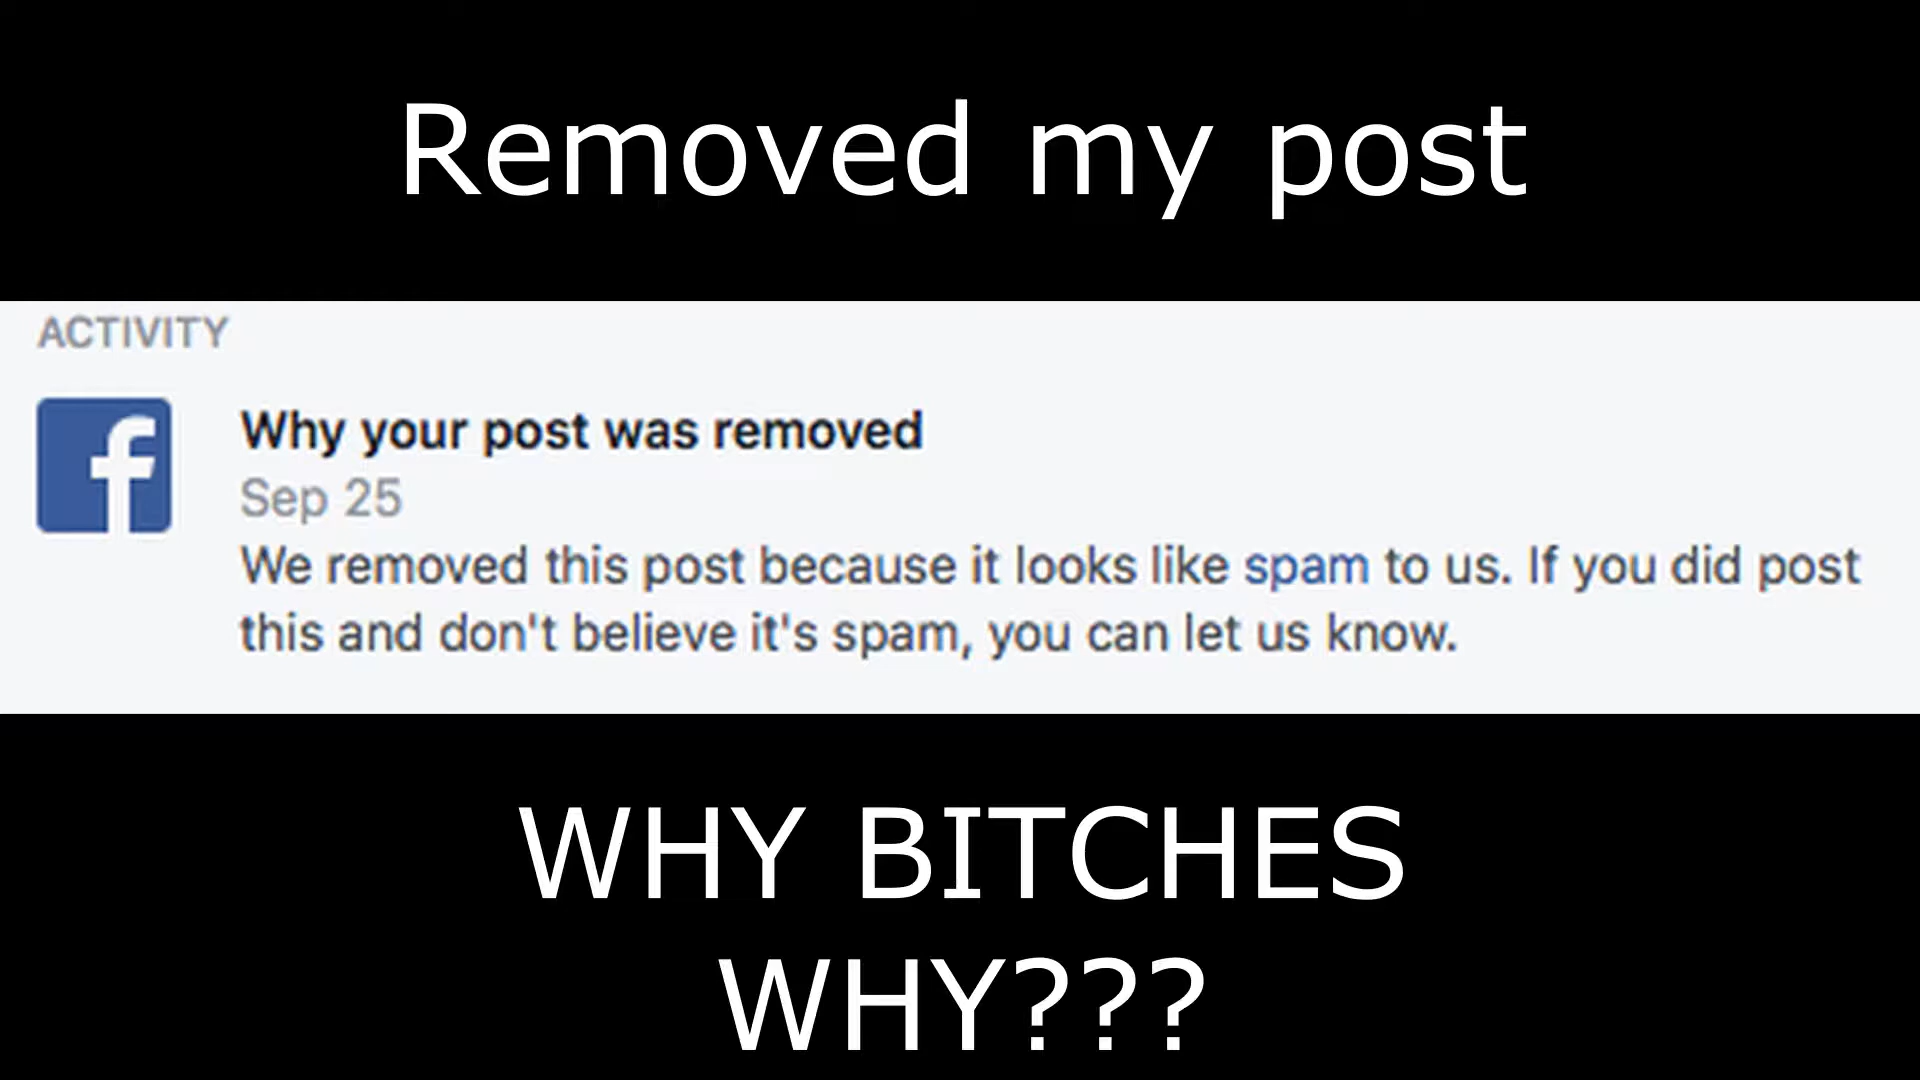 Removed my post
ACTIVITY
Why your post was removed
Sep 25
We removed this post because it looks like spam to us. If you did post
this and don't believe it's spam, you can let us know.
WHY BITCHES
WHY???